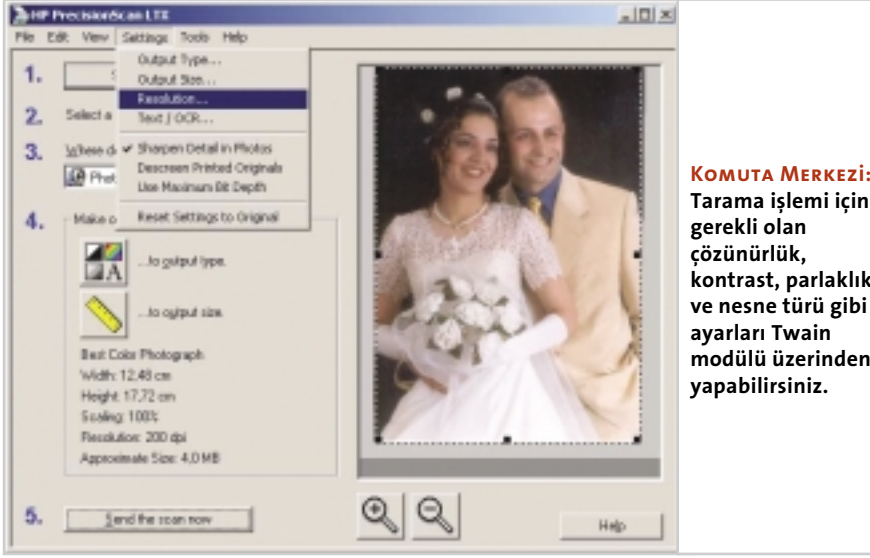 HP PrecisionScan LTX
File Edit View Settings Tools Help
1.
Output Type...
Output Size...
Resolution...
Text / OCR...
Sharpen Detail in Photos
Descreen Printed Originals
Use Maximum Bit Depth
Reset Settings to Original
2. Select a
3. Where d
Phot
4. Make o
...to output type.
...to output size.
Best Color Photograph
Width: 12,48 cm
Height: 17,72 cm
Scaling: 100%
Resolution: 200 dpi
Approximate Size: 4,0 MB
5. Send the scan now
Help
KOMUTA MERKEZİ:
Tarama işlemi için
gerekli olan
çözünürlük,
kontrast, parlaklık
ve nesne türü gibi
ayarları Twain
modülü üzerinden
yapabilirsiniz.